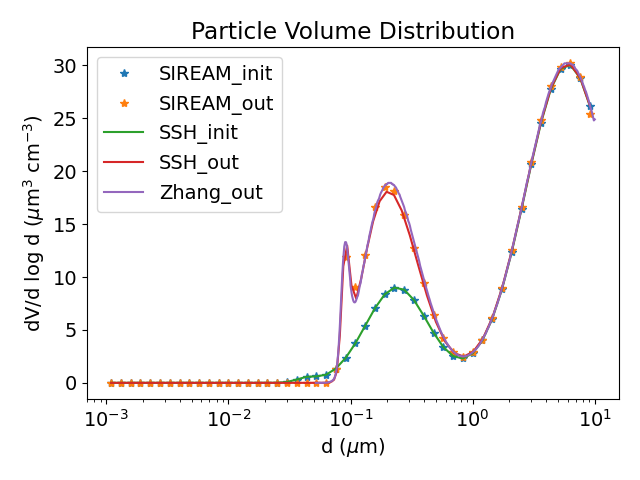 Particle Volume Distribution
SIREAM_init
SIREAM_out
SSH_init
SSH_out
Zhang_out
dV/d log d (μm³ cm⁻³)
30
25
20
15
10
5
0
10⁻³ 10⁻² 10⁻¹ 10⁰ 10¹
d (μm)